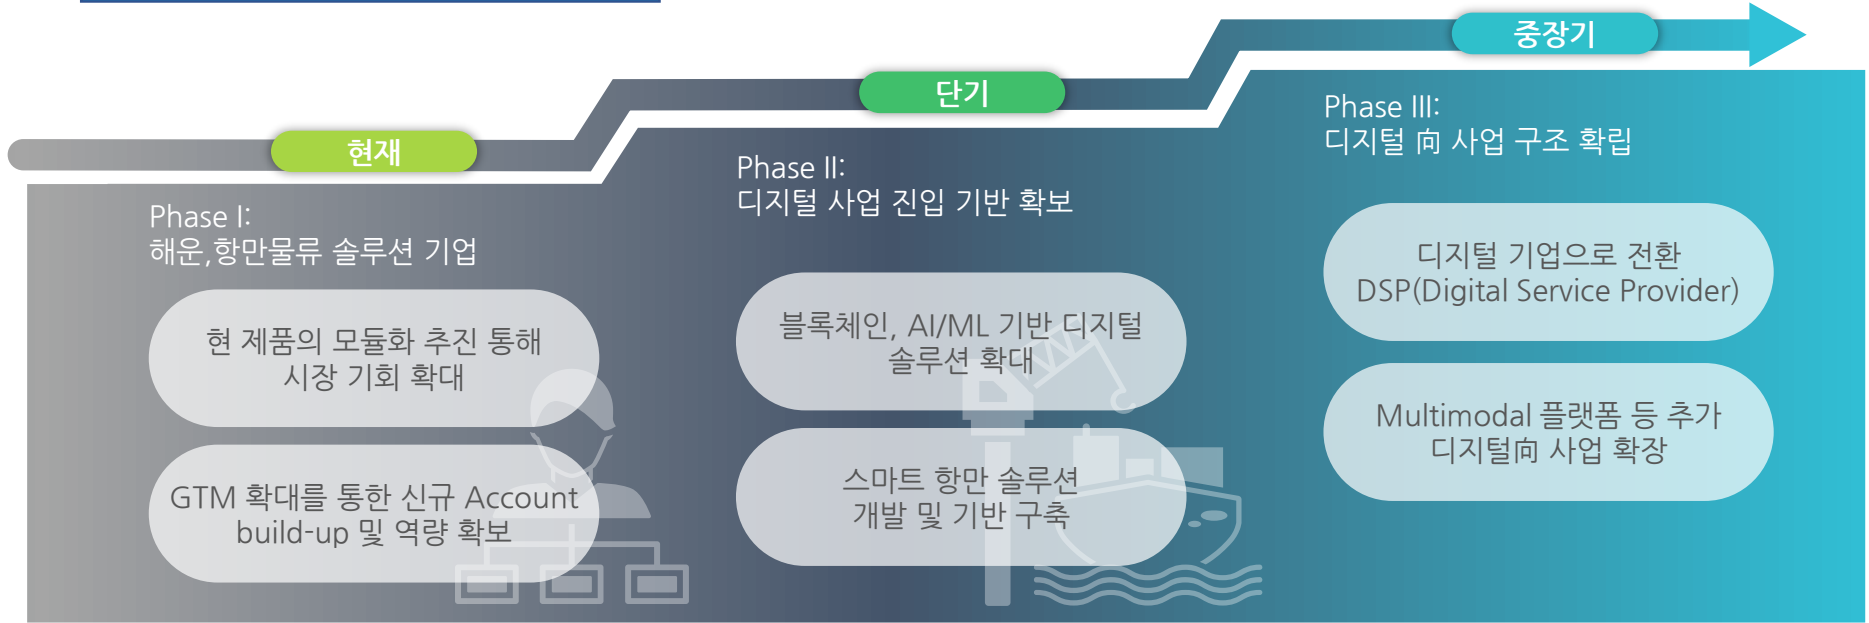 현재
Phase I:
해운,항만물류 솔루션 기업
현 제품의 모듈화 추진 통해
시장 기회 확대
GTM 확대를 통한 신규 Account
build-up 및 역량 확보
단기
Phase II:
디지털 사업 진입 기반 확보
블록체인, AI/ML 기반 디지털
솔루션 확대
스마트 항만 솔루션
개발 및 기반 구축
중장기
Phase III:
디지털 向 사업 구조 확립
디지털 기업으로 전환
DSP(Digital Service Provider)
Multimodal 플랫폼 등 추가
디지털向 사업 확장